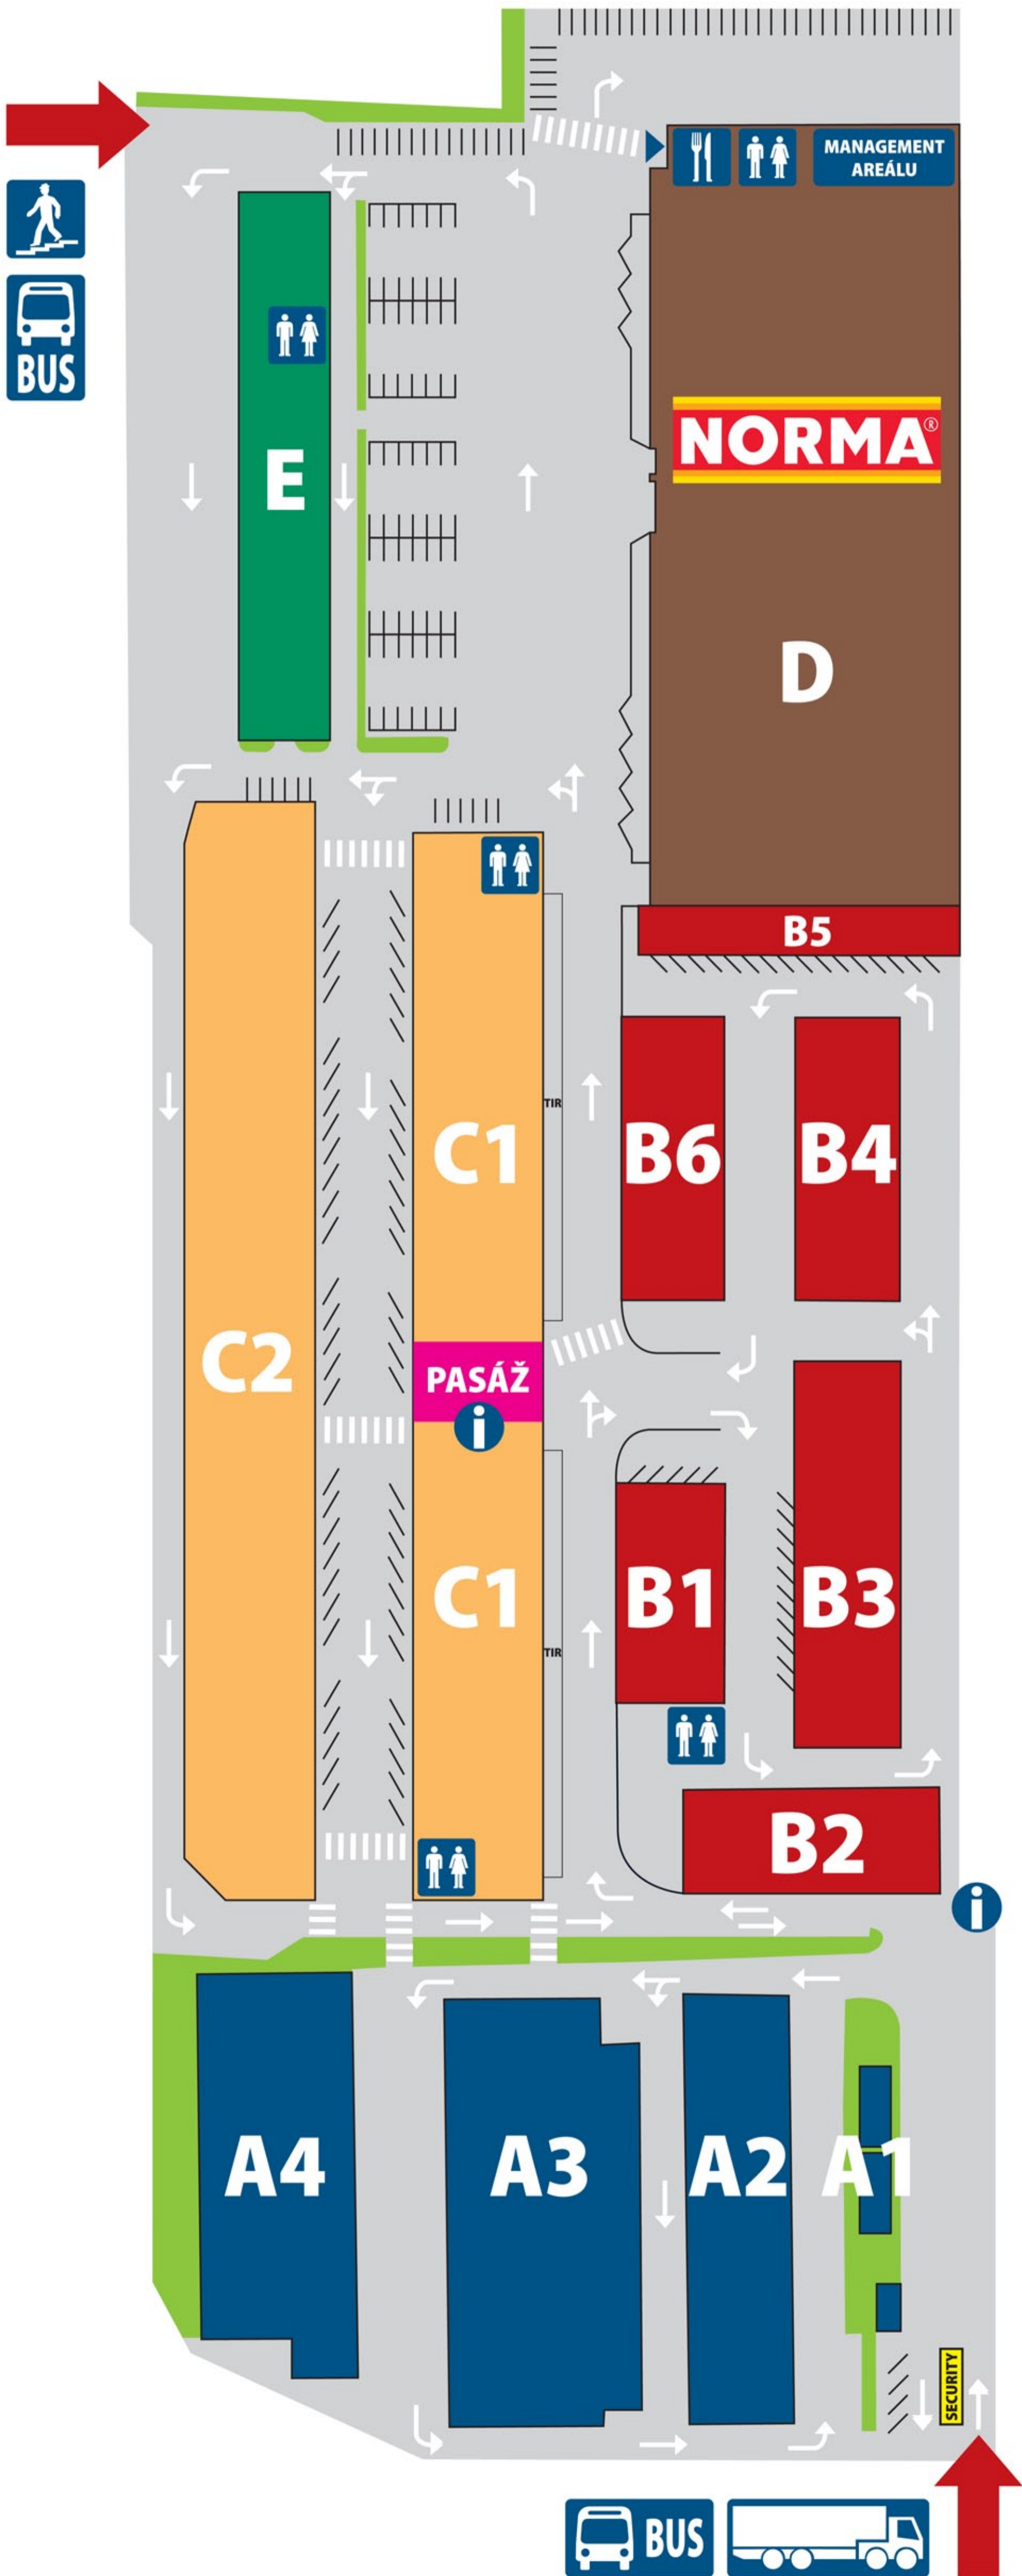 MANAGEMENT
AREÁLU
BUS
NORMA®
E
D
B5
TIR
C1
B6
B4
C2
PASÁŽ
i
C1
B1
B3
TIR
B2
i
A4
A3
A2
A1
SECURITY
BUS